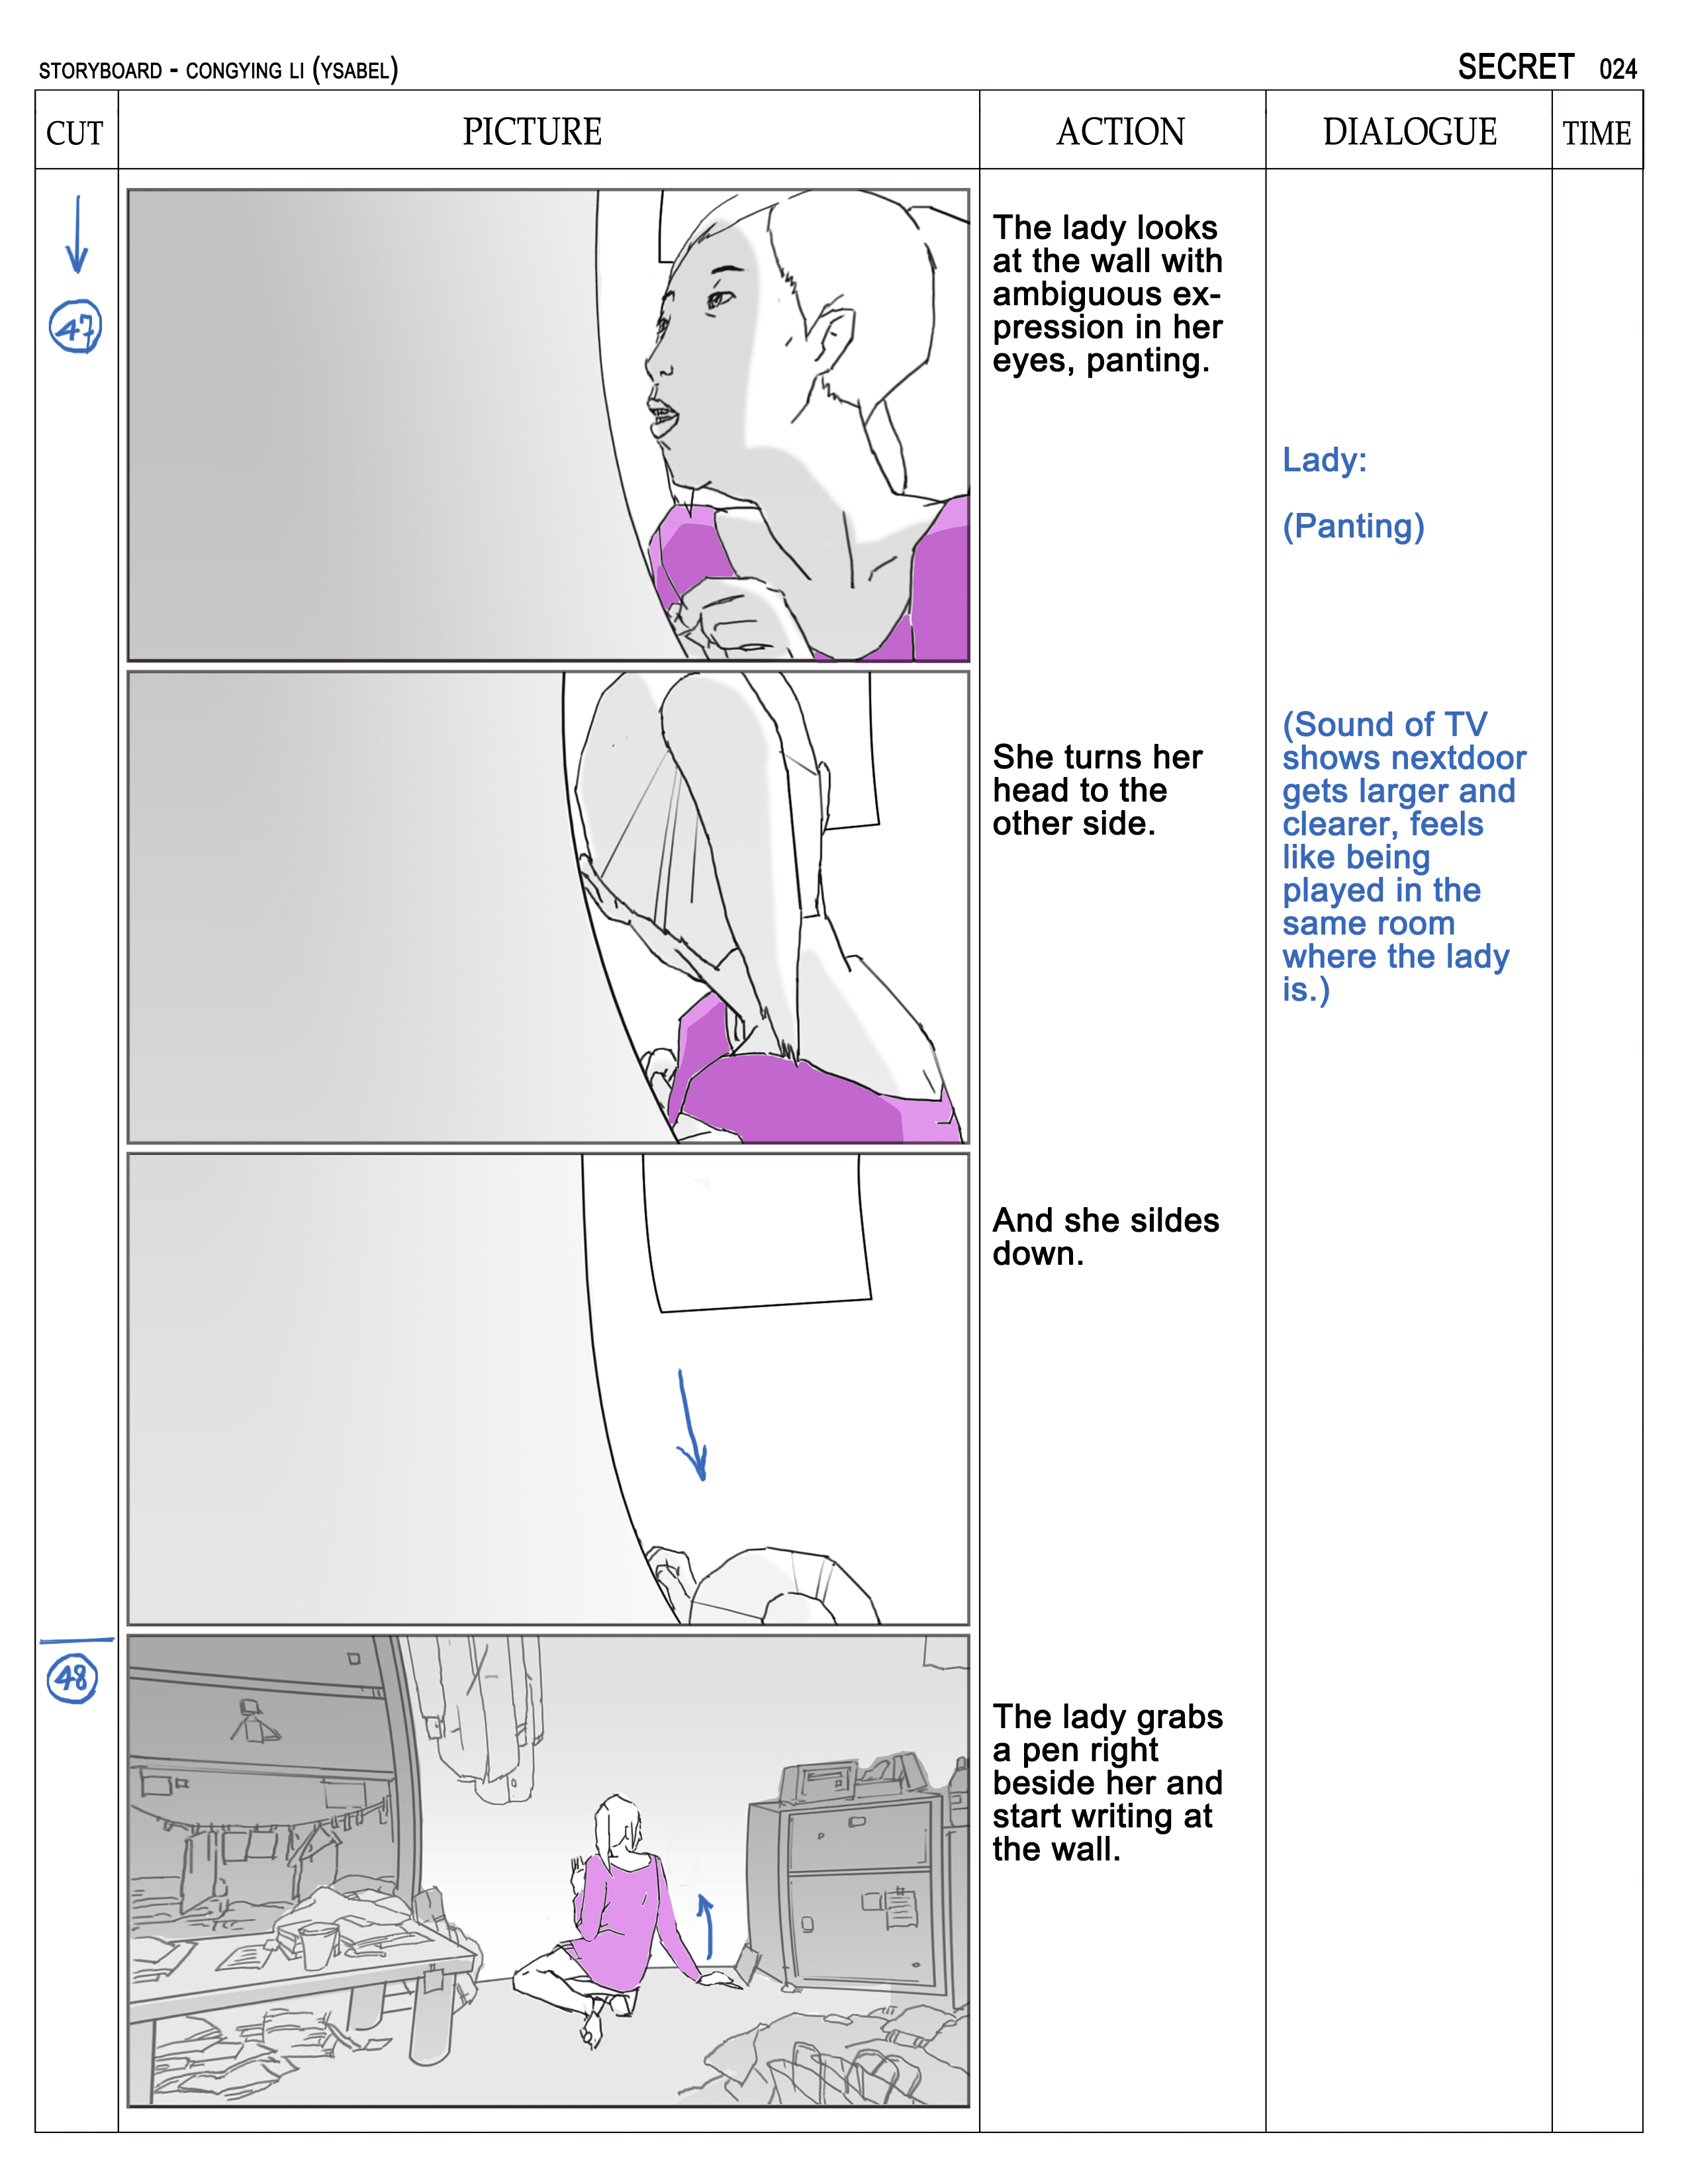 STORYBOARD - CONGYING LI (YSABEL)
SECRET 024
CUT
PICTURE
ACTION
DIALOGUE
TIME
47
The lady looks
at the wall with
ambiguous ex-
pression in her
eyes, panting.
Lady:
(Panting)
She turns her
head to the
other side.
(Sound of TV
shows nextdoor
gets larger and
clearer, feels
like being
played in the
same room
where the lady
is.)
And she sildes
down.
48
The lady grabs
a pen right
beside her and
start writing at
the wall.